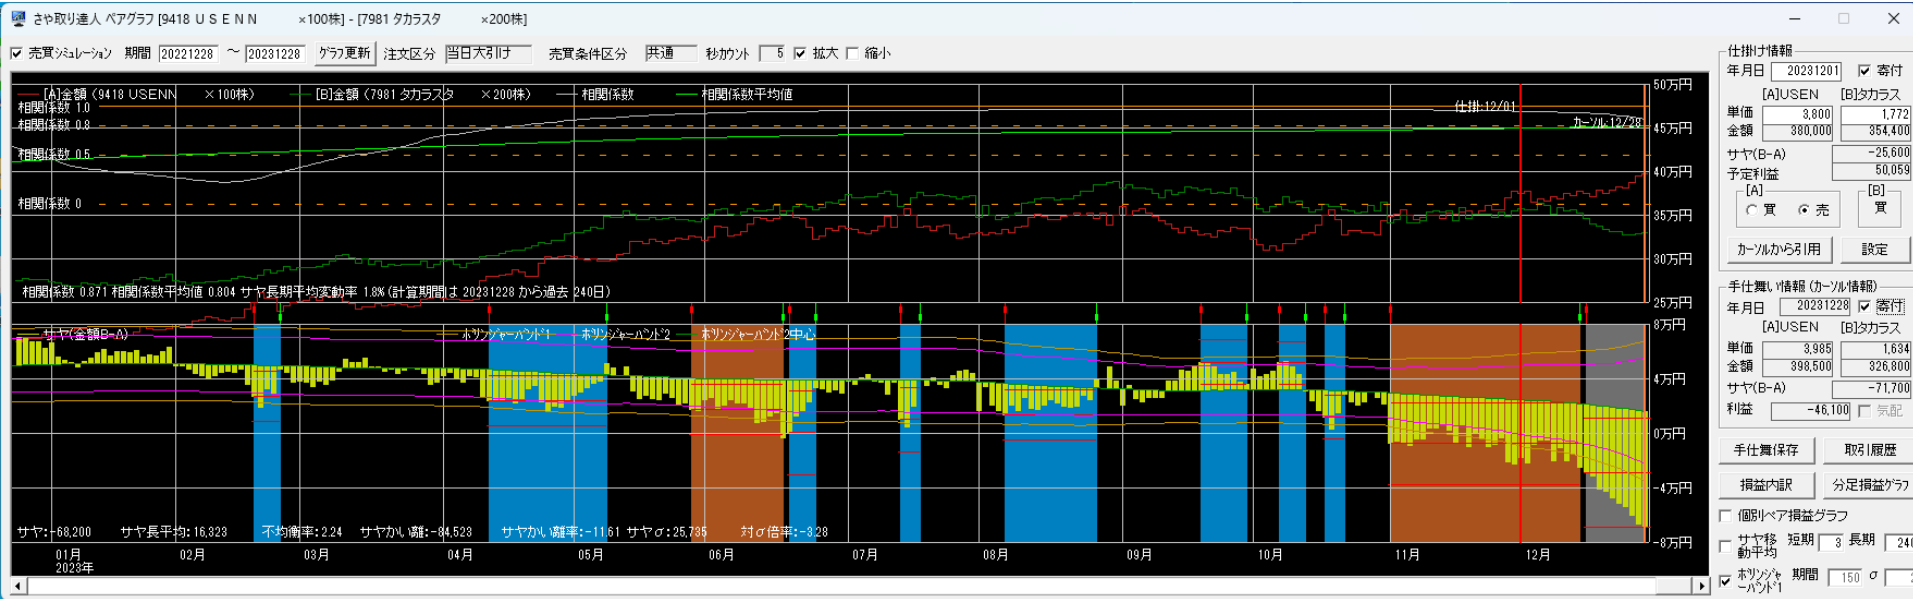 さや取り達人 ペアグラフ [9418 ＵＳＥＮＮ ×100株] - [7981 タカラスタ ×200株]
売買シミュレーション 期間 20221228 ～ 20231228 グラフ更新 注文区分 当日大引け 売買条件区分 共通 秒カウント 5 拡大 縮小
[A]金額 (9418 USENN ×100株) [B]金額 (7981 タカラスタ ×200株) 相関係数 相関係数平均値
相関係数 1.0
相関係数 0.8
相関係数 0.5
相関係数 0
仕掛:12/01
カーソル:12/28
50万円
45万円
40万円
35万円
30万円
25万円
相関係数 0.871 相関係数平均値 0.804 サヤ長期平均変動率 1.8% (計算期間は 20231228 から過去 240日)
サヤ(金額B-A) ボリンジャーバンド1 ボリンジャーバンド2 ボリンジャーバンド2中心
8万円
4万円
0万円
-4万円
-8万円
サヤ:-68,200 サヤ長平均:16,323 不均衡率:2.24 サヤかい離:-84,523 サヤかい離率:-11.61 サヤσ:25,735 対σ倍率:-3.28
01月 02月 03月 04月 05月 06月 07月 08月 09月 10月 11月 12月
2023年
仕掛け情報
年月日 20231201 寄付
[A]USEN [B]タカラス
単価 3,800 1,772
金額 380,000 354,400
サヤ(B-A) -25,600
予定利益 50,059
[A] [B]
買 売 買
カーソルから引用 設定
手仕舞い情報 (カーソル情報)
年月日 20231228 寄付
[A]USEN [B]タカラス
単価 3,985 1,634
金額 398,500 326,800
サヤ(B-A) -71,700
利益 -46,100 気配
手仕舞保存 取引履歴
損益内訳 分足損益グラフ
個別ペア損益グラフ
サヤ移動平均 短期 3 長期 240
ボリンジャーバンド1 期間 150 σ